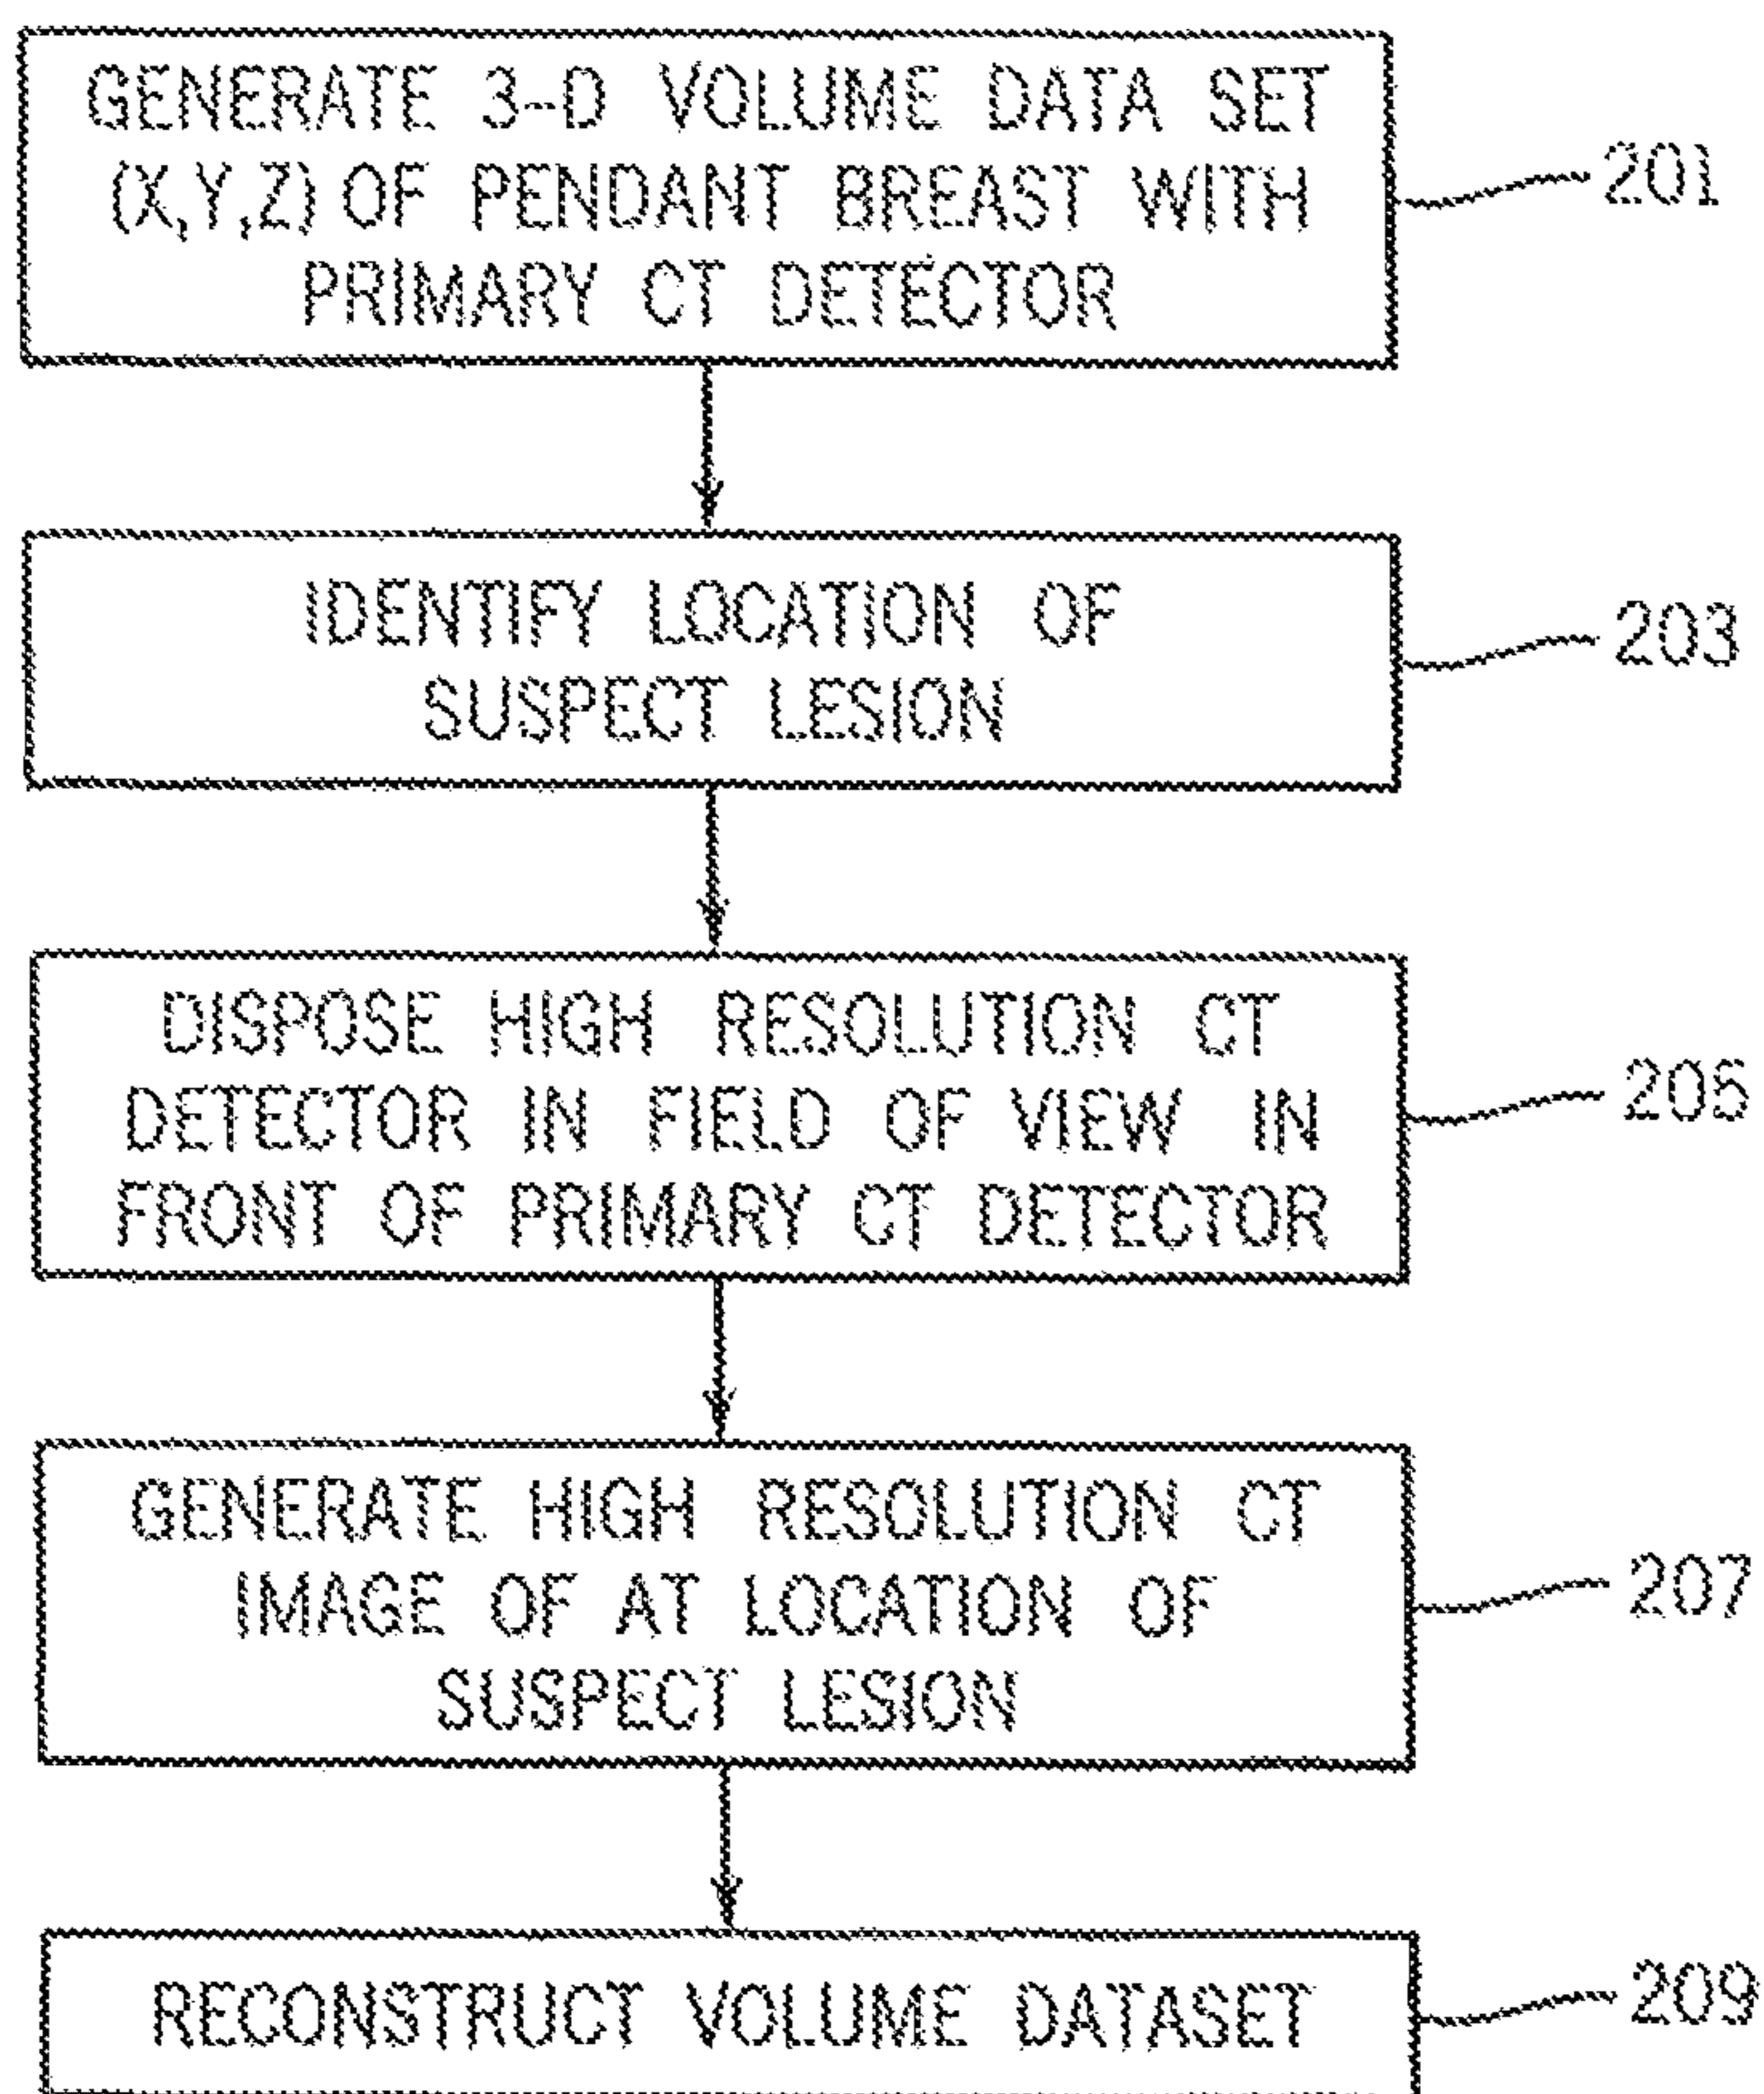 GENERATE 3-D VOLUME DATA SET
(X,Y,Z) OF PENDANT BREAST WITH
PRIMARY CT DETECTOR
201
IDENTIFY LOCATION OF
SUSPECT LESION
203
DISPOSE HIGH RESOLUTION CT
DETECTOR IN FIELD OF VIEW IN
FRONT OF PRIMARY CT DETECTOR
205
GENERATE HIGH RESOLUTION CT
IMAGE OF AT LOCATION OF
SUSPECT LESION
207
RECONSTRUCT VOLUME DATASET
209